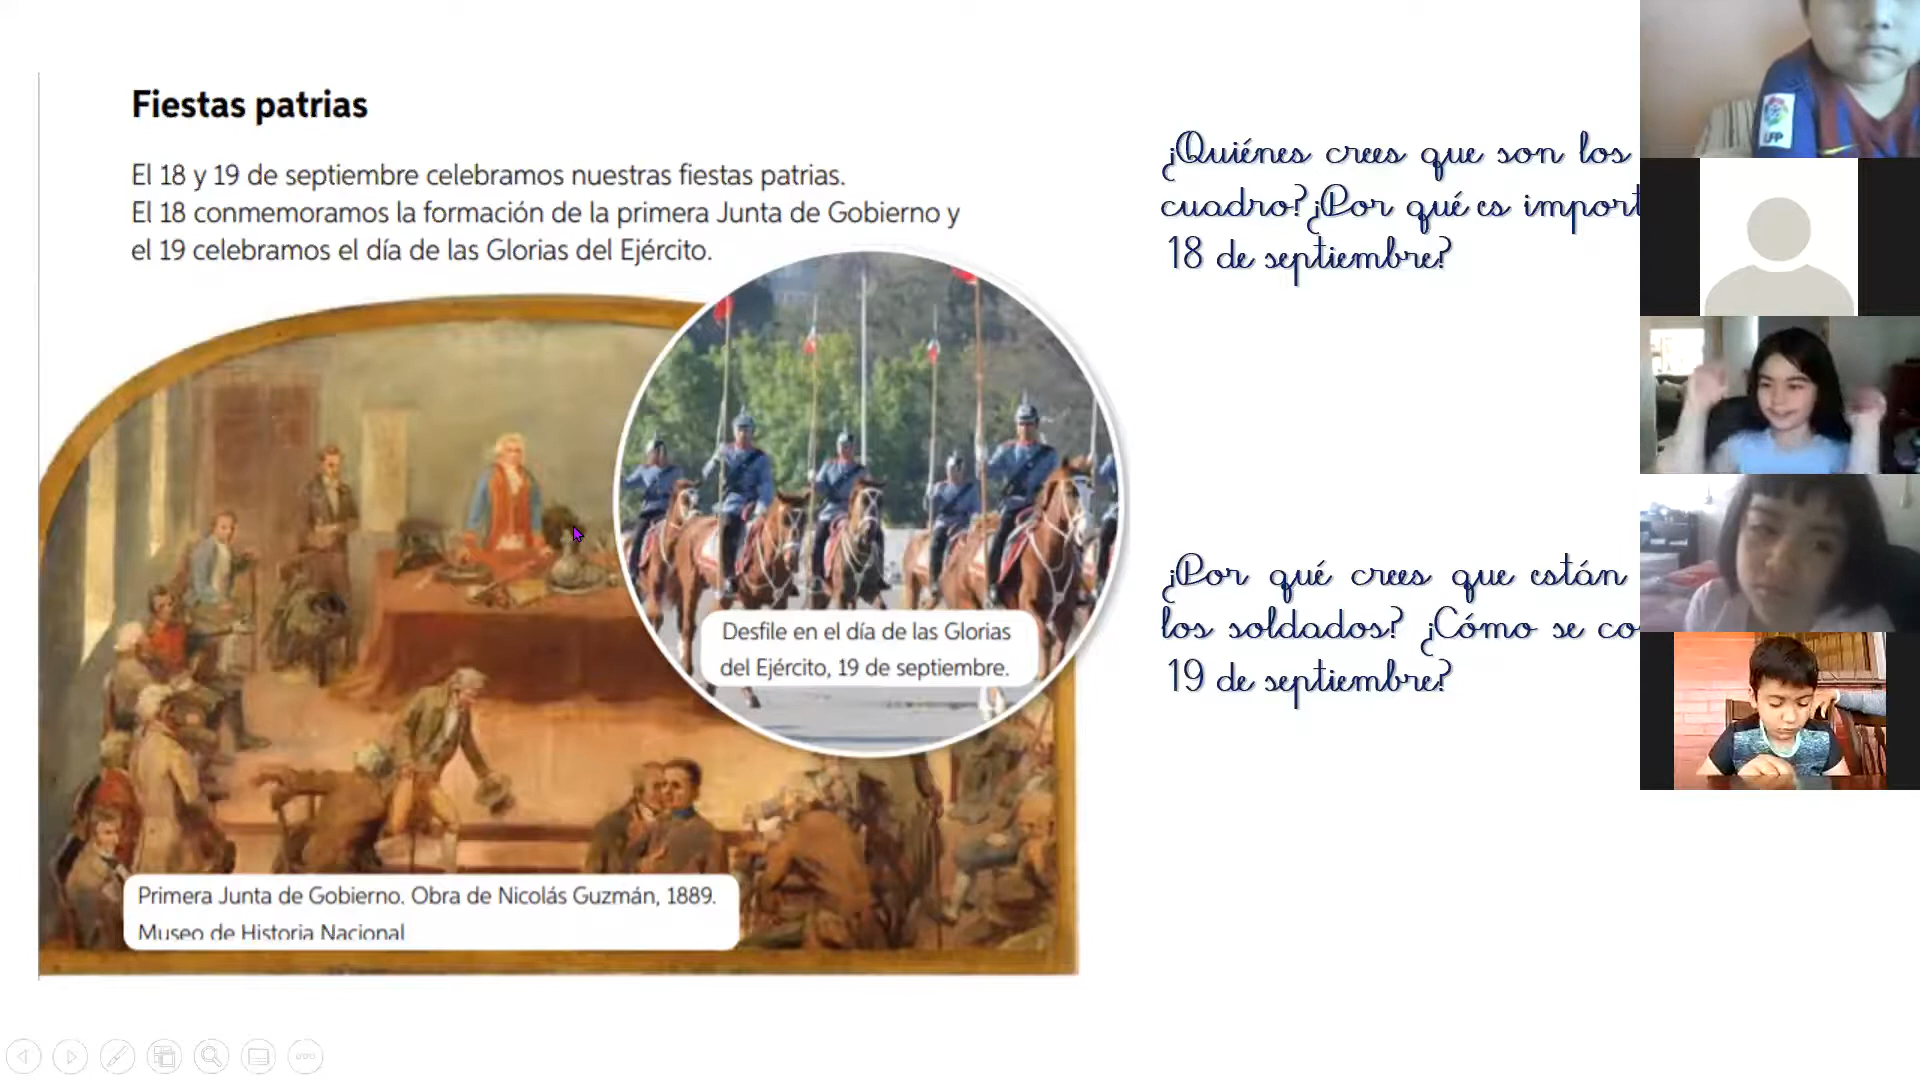 Fiestas patrias
El 18 y 19 de septiembre celebramos nuestras fiestas patrias.
El 18 conmemoramos la formación de la primera Junta de Gobierno y
el 19 celebramos el día de las Glorias del Ejército.
Desfile en el día de las Glorias
del Ejército, 19 de septiembre.
Primera Junta de Gobierno. Obra de Nicolás Guzmán, 1889.
Museo de Historia Nacional
¿Quiénes crees que son los
cuadro?¿Por qué es import
18 de septiembre?
¿Por qué crees que están
los soldados? ¿Cómo se co
19 de septiembre?
LFP